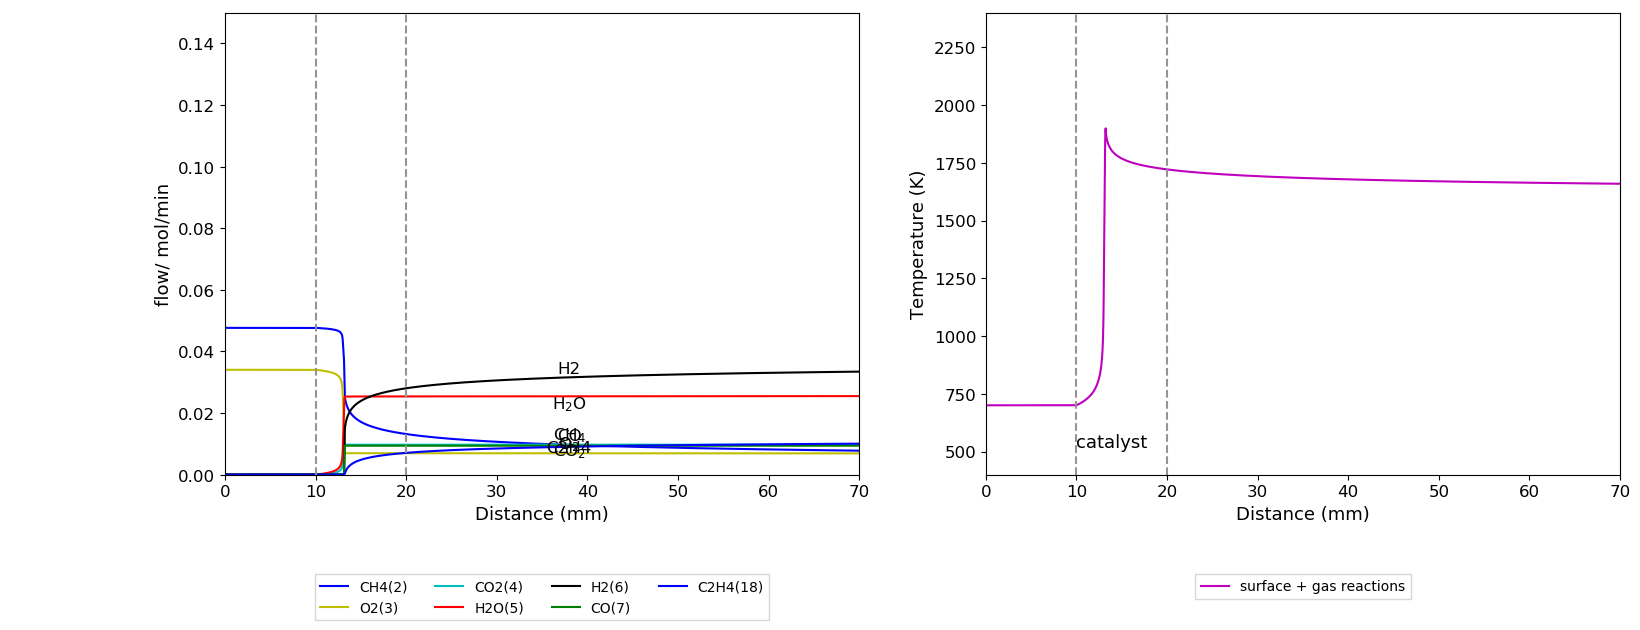 0.14
0.12
0.10
0.08
0.06
0.04
0.02
0.00
flow/ mol/min
H2
H₂O
CO₂
0 10 20 30 40 50 60 70
Distance (mm)
CH4(2) CO2(4) H2(6) C2H4(18)
O2(3) H2O(5) CO(7)
2250
2000
1750
1500
1250
1000
750
500
Temperature (K)
catalyst
0 10 20 30 40 50 60 70
Distance (mm)
surface + gas reactions